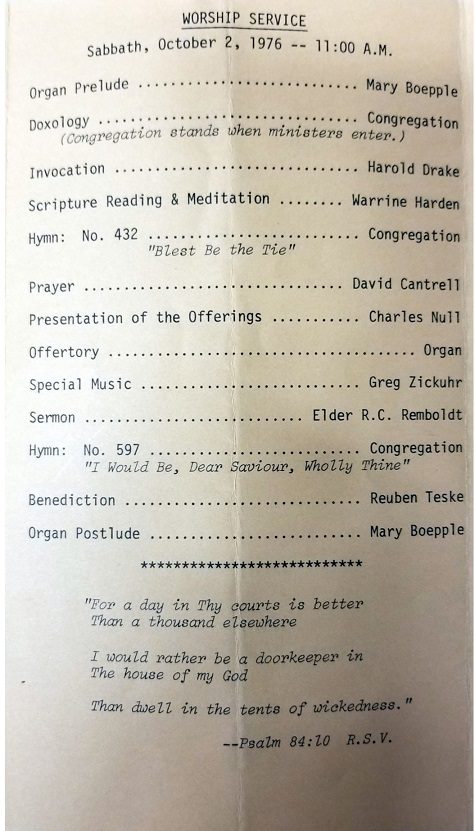 WORSHIP SERVICE
Sabbath, October 2, 1976 -- 11:00 A.M.
Organ Prelude ........................... Mary Boepple
Doxology ................................ Congregation
(Congregation stands when ministers enter.)
Invocation .............................. Harold Drake
Scripture Reading & Meditation ........ Warrine Harden
Hymn: No. 432 .......................... Congregation
"Blest Be the Tie"
Prayer ................................ David Cantrell
Presentation of the Offerings ........... Charles Null
Offertory ...................................... Organ
Special Music ........................... Greg Zickuhr
Sermon ........................... Elder R.C. Remboldt
Hymn: No. 597 .......................... Congregation
"I Would Be, Dear Saviour, Wholly Thine"
Benediction ............................. Reuben Teske
Organ Postlude .......................... Mary Boepple
***************************
"For a day in Thy courts is better
Than a thousand elsewhere
I would rather be a doorkeeper in
The house of my God
Than dwell in the tents of wickedness."
--Psalm 84:10 R.S.V.